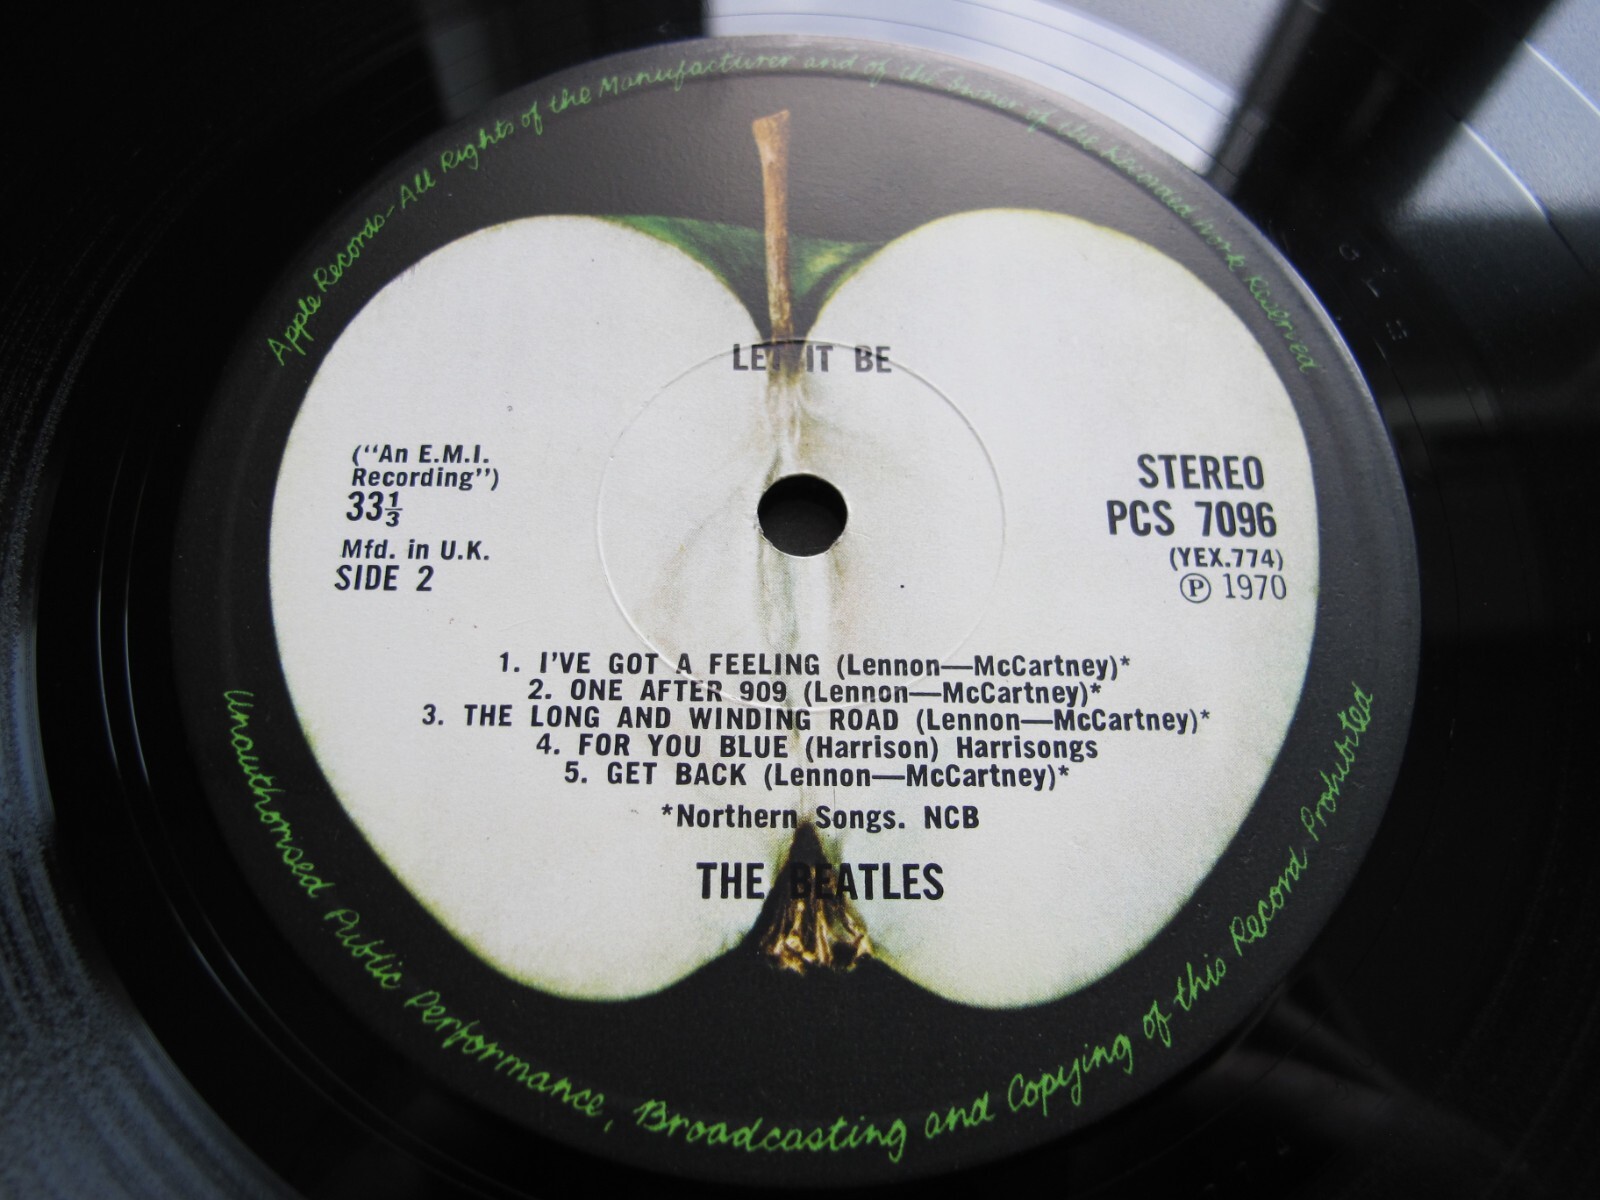 Apple Records-All Rights of the Manufacturer and of the Owner of the Recorded Work Reserved
LET IT BE
("An E.M.I.
Recording")
33⅓
Mfd. in U.K.
SIDE 2
STEREO
PCS 7096
(YEX.774)
℗ 1970
1. I'VE GOT A FEELING (Lennon—McCartney)*
2. ONE AFTER 909 (Lennon—McCartney)*
3. THE LONG AND WINDING ROAD (Lennon—McCartney)*
4. FOR YOU BLUE (Harrison) Harrisongs
5. GET BACK (Lennon—McCartney)*
*Northern Songs. NCB
THE BEATLES
Unauthorised Public Performance, Broadcasting and Copying of this Record Prohibited